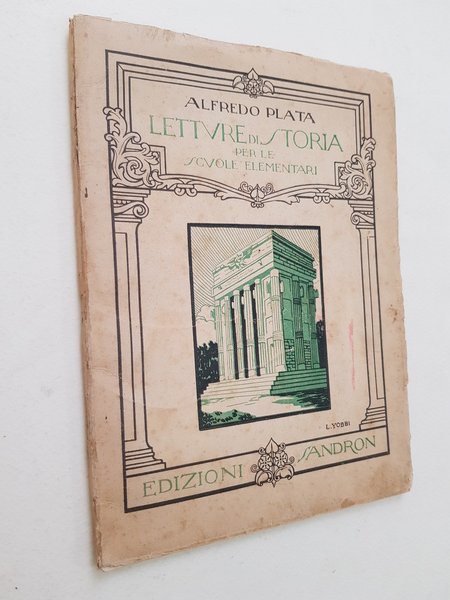 ALFREDO PLATA
LETTVRE DI STORIA
PER LE
SCVOLE ELEMENTARI
L. YOBBI
EDIZIONI SANDRON